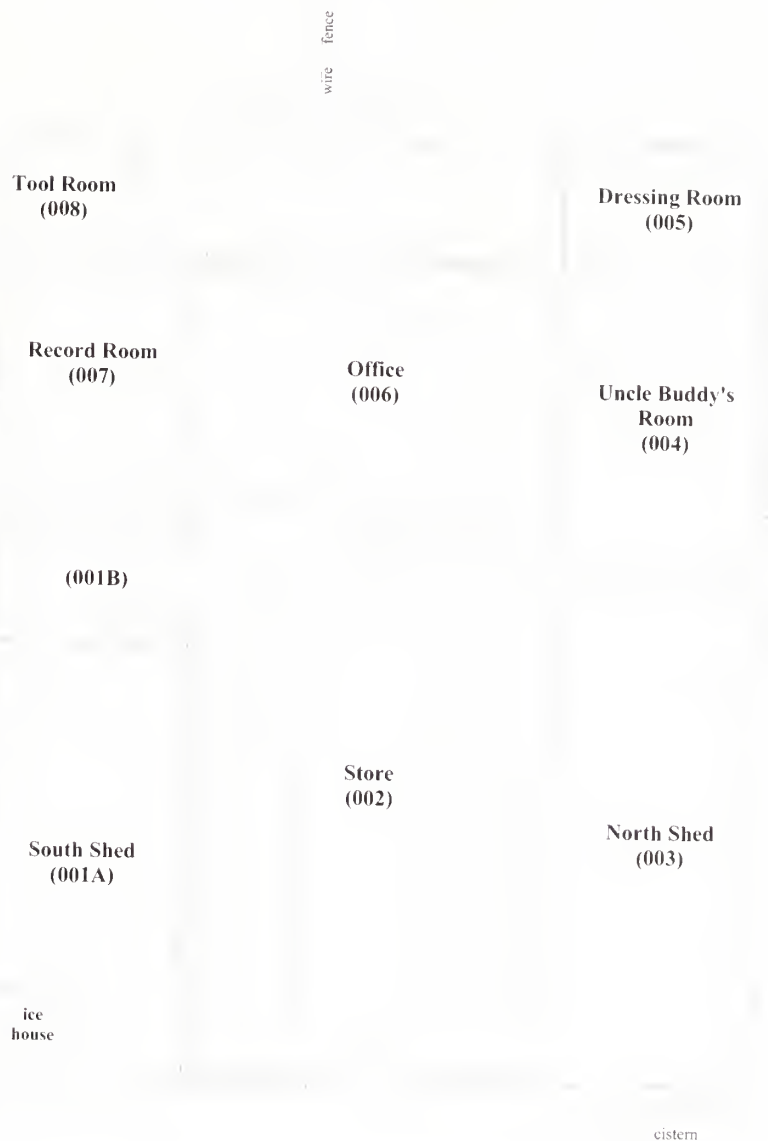 wire fence
Tool Room
(008)
Dressing Room
(005)
Record Room
(007)
Office
(006)
Uncle Buddy's
Room
(004)
(001B)
Store
(002)
North Shed
(003)
South Shed
(001A)
ice
house
cistern